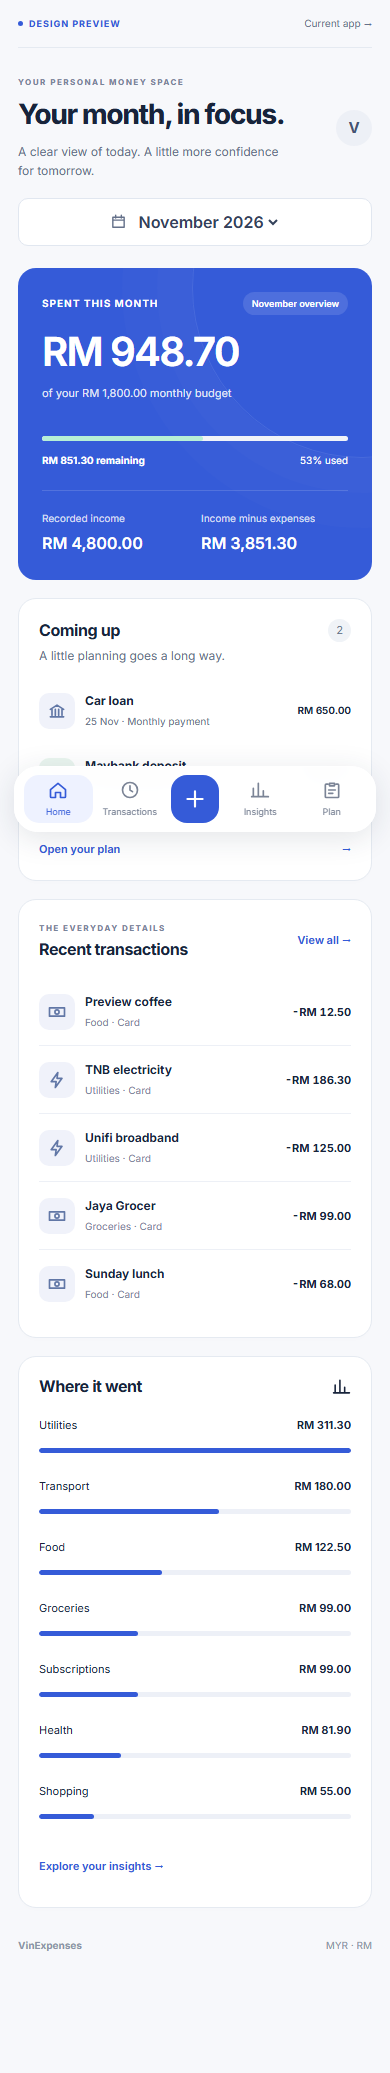 DESIGN PREVIEW
Current app →
YOUR PERSONAL MONEY SPACE
Your month, in focus.
V
A clear view of today. A little more confidence
for tomorrow.
November 2026
SPENT THIS MONTH
November overview
RM 948.70
of your RM 1,800.00 monthly budget
RM 851.30 remaining
53% used
Recorded income
Income minus expenses
RM 4,800.00
RM 3,851.30
Coming up
2
A little planning goes a long way.
Car loan
RM 650.00
25 Nov · Monthly payment
Maybank deposit
Home
Transactions
Insights
Plan
Open your plan
→
THE EVERYDAY DETAILS
Recent transactions
View all →
Preview coffee
-RM 12.50
Food · Card
TNB electricity
-RM 186.30
Utilities · Card
Unifi broadband
-RM 125.00
Utilities · Card
Jaya Grocer
-RM 99.00
Groceries · Card
Sunday lunch
-RM 68.00
Food · Card
Where it went
Utilities
RM 311.30
Transport
RM 180.00
Food
RM 122.50
Groceries
RM 99.00
Subscriptions
RM 99.00
Health
RM 81.90
Shopping
RM 55.00
Explore your insights →
VinExpenses
MYR · RM